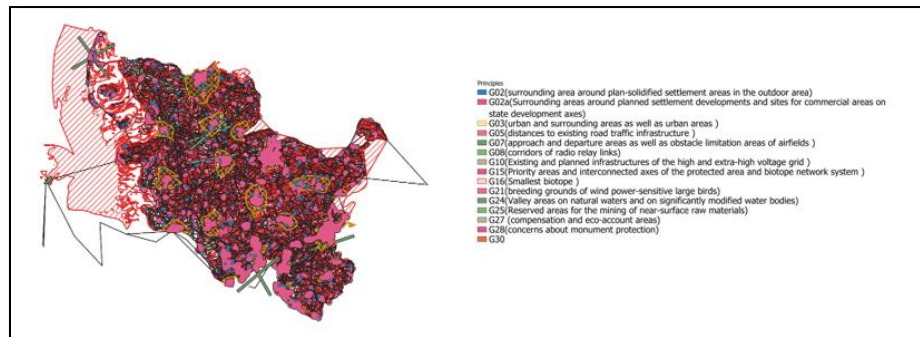 Principles
G02(surrounding area around plan-solidified settlement areas in the outdoor area)
G02a(Surrounding areas around planned settlement developments and sites for commercial areas on
state development axes)
G03(urban and surrounding areas as well as urban areas )
G05(distances to existing road traffic infrastructure )
G07(approach and departure areas as well as obstacle limitation areas of airfields )
G08(corridors of radio relay links)
G10(Existing and planned infrastructures of the high and extra-high voltage grid )
G15(Priority areas and interconnected axes of the protected area and biotope network system )
G16(Smallest biotope)
G21(breeding grounds of wind power-sensitive large birds)
G24(Valley areas on natural waters and on significantly modified water bodies)
G25(Reserved areas for the mining of near-surface raw materials)
G27 (compensation and eco-account areas)
G28(concerns about monument protection)
G30